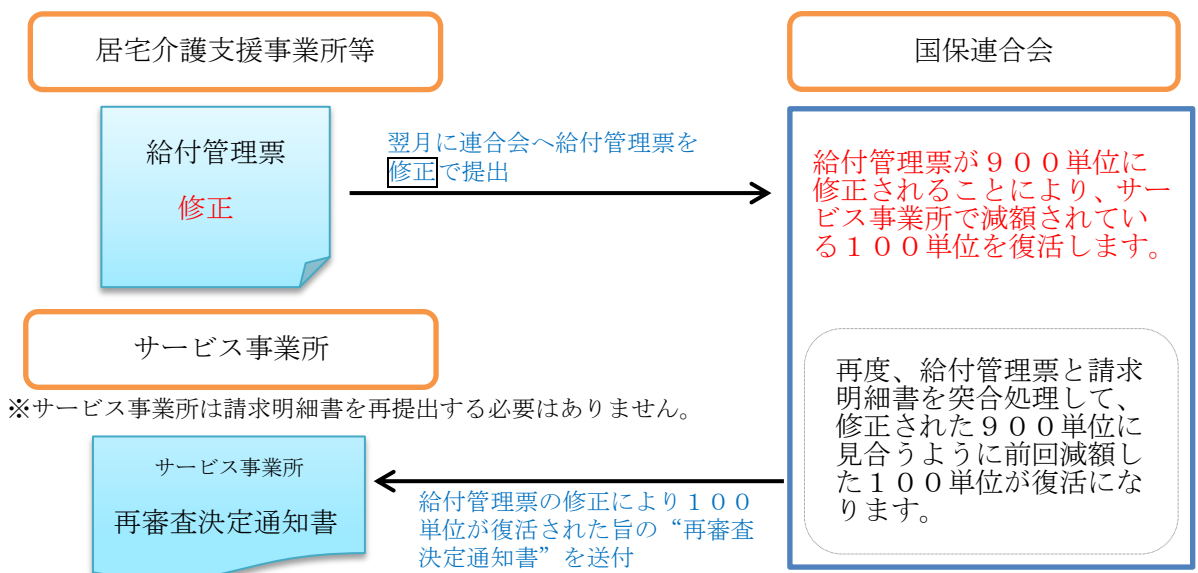 居宅介護支援事業所等
国保連合会
給付管理票
修正
翌月に連合会へ給付管理票を
修正で提出
給付管理票が９００単位に
修正されることにより、サー
ビス事業所で減額されてい
る１００単位を復活します。
サービス事業所
※サービス事業所は請求明細書を再提出する必要はありません。
再度、給付管理票と請求
明細書を突合処理して、
修正された９００単位に
見合うように前回減額し
た１００単位が復活にな
ります。
サービス事業所
再審査決定通知書
給付管理票の修正により１００
単位が復活された旨の“再審査
決定通知書”を送付